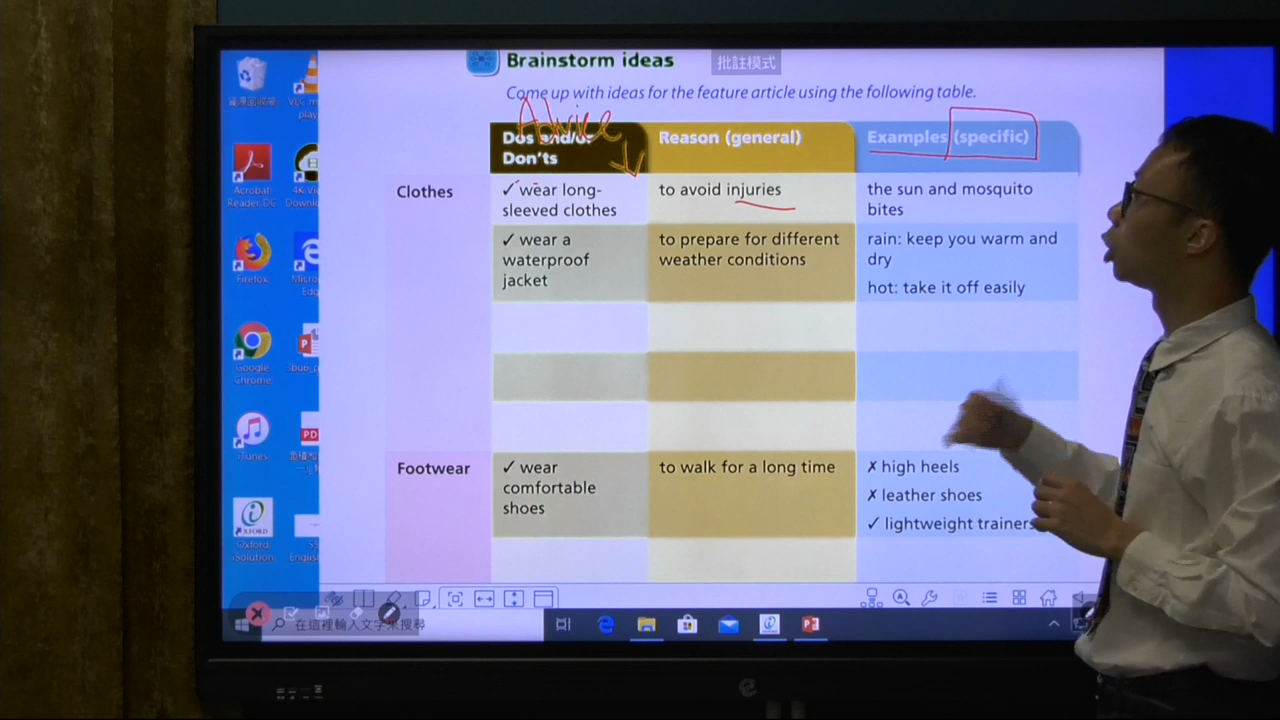 Brainstorm ideas
批註模式
Come up with ideas for the feature article using the following table.
Advice
Dos and/or Don'ts
Reason (general)
Examples (specific)
Clothes
✓ wear long-
sleeved clothes
to avoid injuries
the sun and mosquito
bites
✓ wear a
waterproof
jacket
to prepare for different
weather conditions
rain: keep you warm and
dry
hot: take it off easily
Footwear
✓ wear
comfortable
shoes
to walk for a long time
✗ high heels
✗ leather shoes
✓ lightweight trainers
Acrobat
Reader DC
Firefox
Google
Chrome
iTunes
PDF
Oxford
iSolution
在這裡輸入文字來搜尋